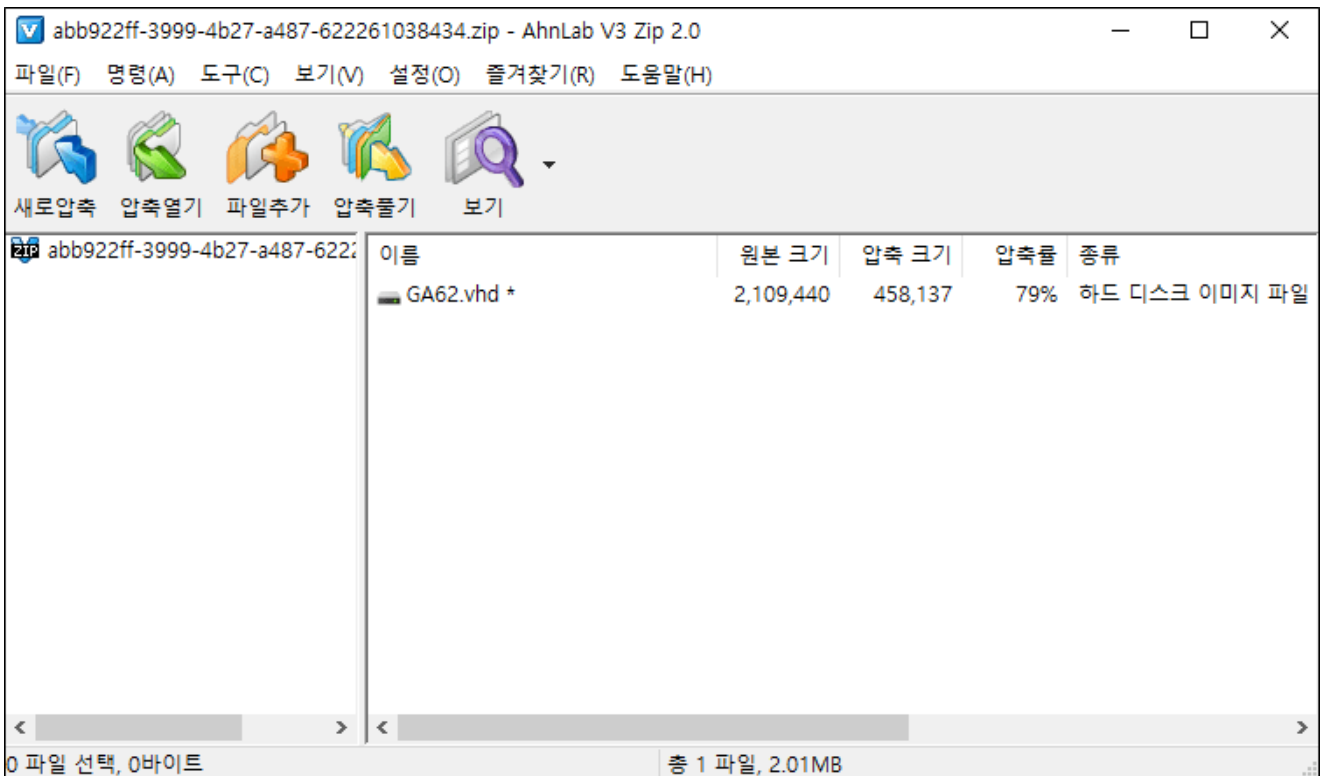 abb922ff-3999-4b27-a487-622261038434.zip - AhnLab V3 Zip 2.0
파일(F) 명령(A) 도구(C) 보기(V) 설정(O) 즐겨찾기(R) 도움말(H)
새로압축 압축열기 파일추가 압축풀기 보기
ZIP abb922ff-3999-4b27-a487-6222
이름 원본 크기 압축 크기 압축률 종류
GA62.vhd * 2,109,440 458,137 79% 하드 디스크 이미지 파일
0 파일 선택, 0바이트 총 1 파일, 2.01MB